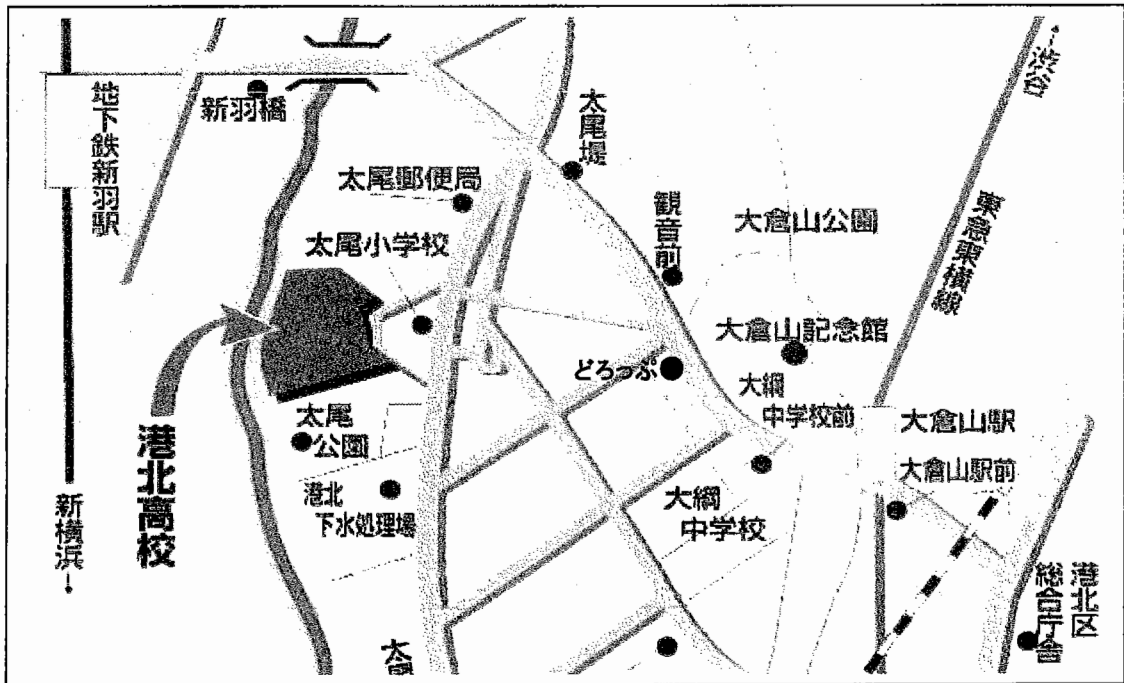 ←渋谷
地下鉄新羽駅
新羽橋
太尾堤
太尾郵便局
観音前
大倉山公園
東急東横線
太尾小学校
大倉山記念館
どろっぷ
大綱
中学校前
港北高校
太尾
公園
大倉山駅
大倉山駅前
港北
下水処理場
大綱
中学校
新横浜→
港北区
総合庁舎
太